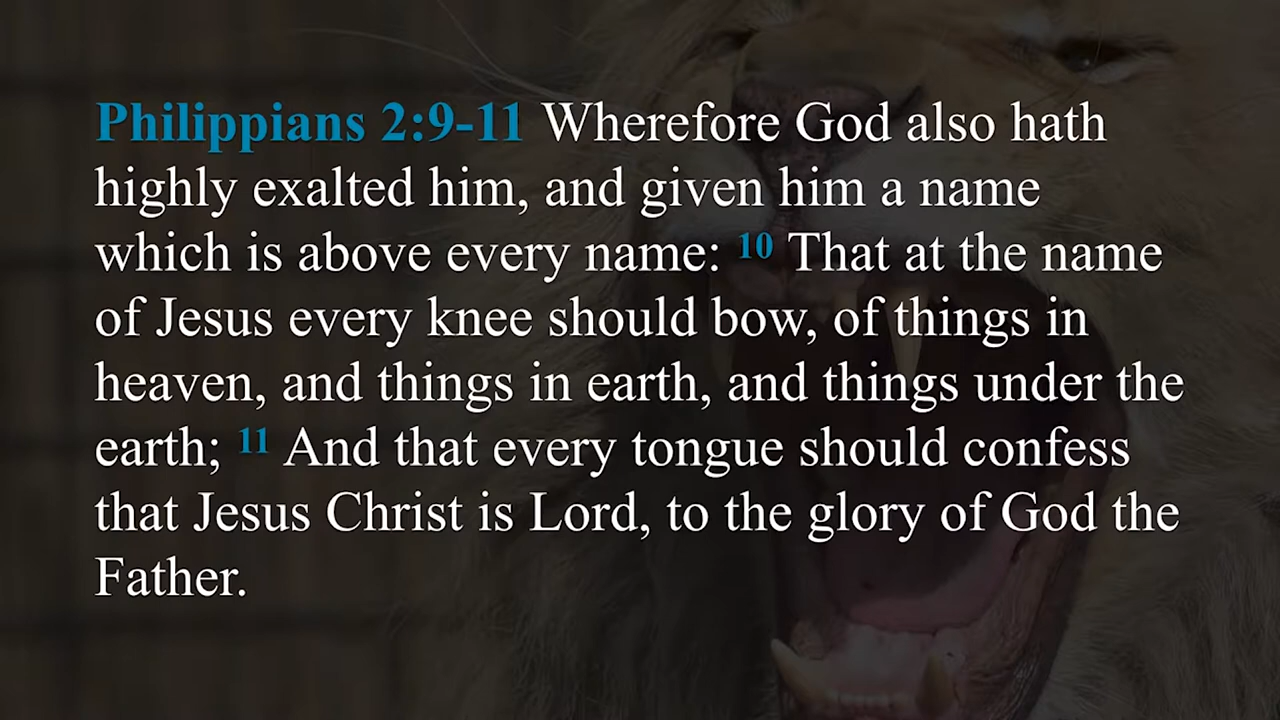 Philippians 2:9-11 Wherefore God also hath
highly exalted him, and given him a name
which is above every name: 10 That at the name
of Jesus every knee should bow, of things in
heaven, and things in earth, and things under the
earth; 11 And that every tongue should confess
that Jesus Christ is Lord, to the glory of God the
Father.